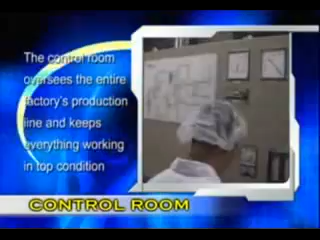 The control room
oversees the entire
factory's production
line and keeps
everything working
in top condition
CONTROL ROOM